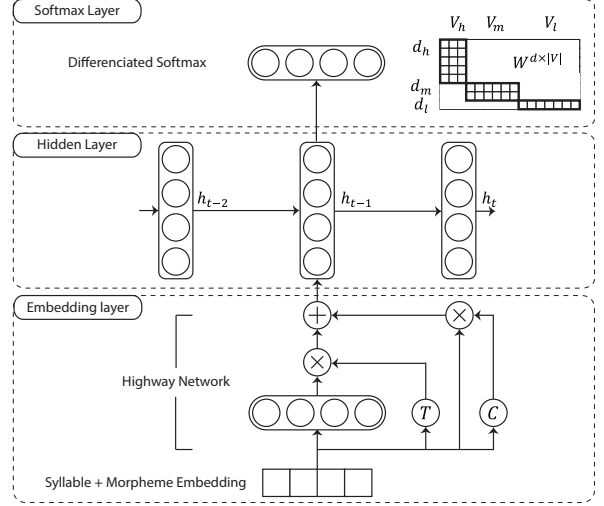 Softmax Layer
Differenciated Softmax
V_h V_m V_l
d_h
W^{d×|V|}
d_m
d_l
Hidden Layer
h_{t−2} h_{t−1} h_t
Embedding layer
+ ×
×
Highway Network
T C
Syllable + Morpheme Embedding